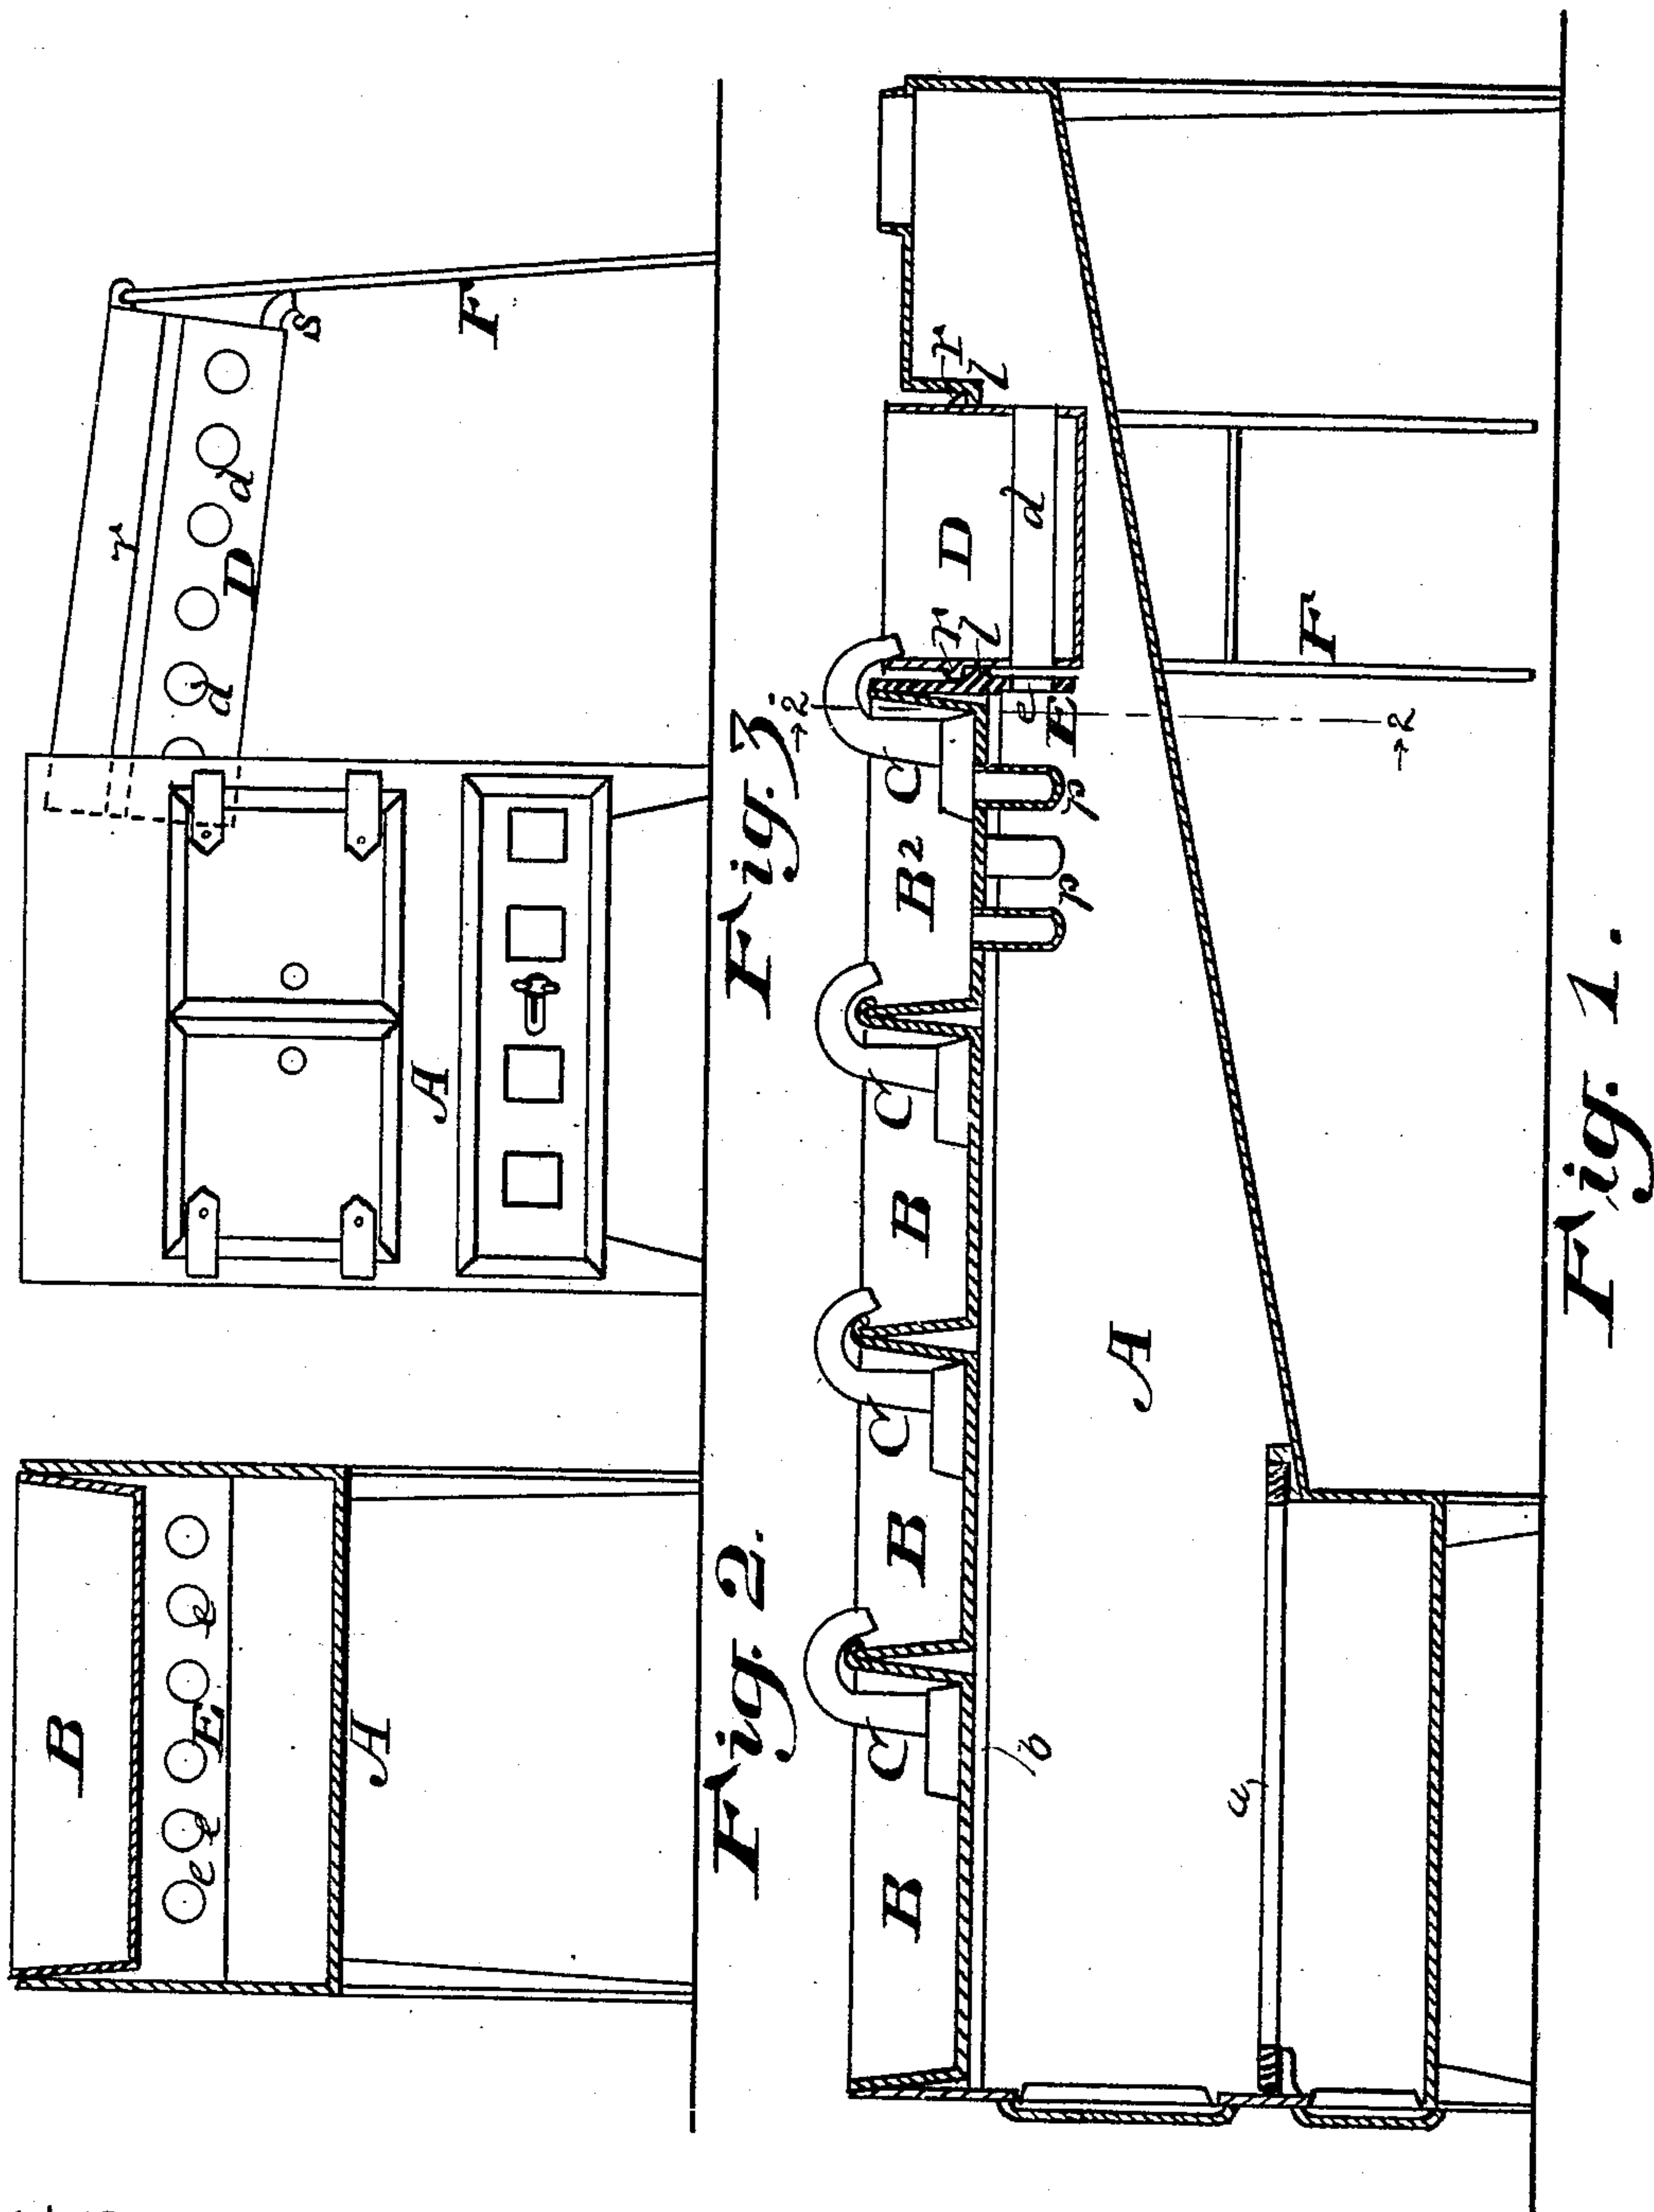 B
e e E e
A
Fig. 2.
r
d d
D
S
F
A
Fig. 3.
B C B C B C B² C D
r l r l
d
e
E
→ 2
→ 2
p p
b
a
A
F
Fig. 1.